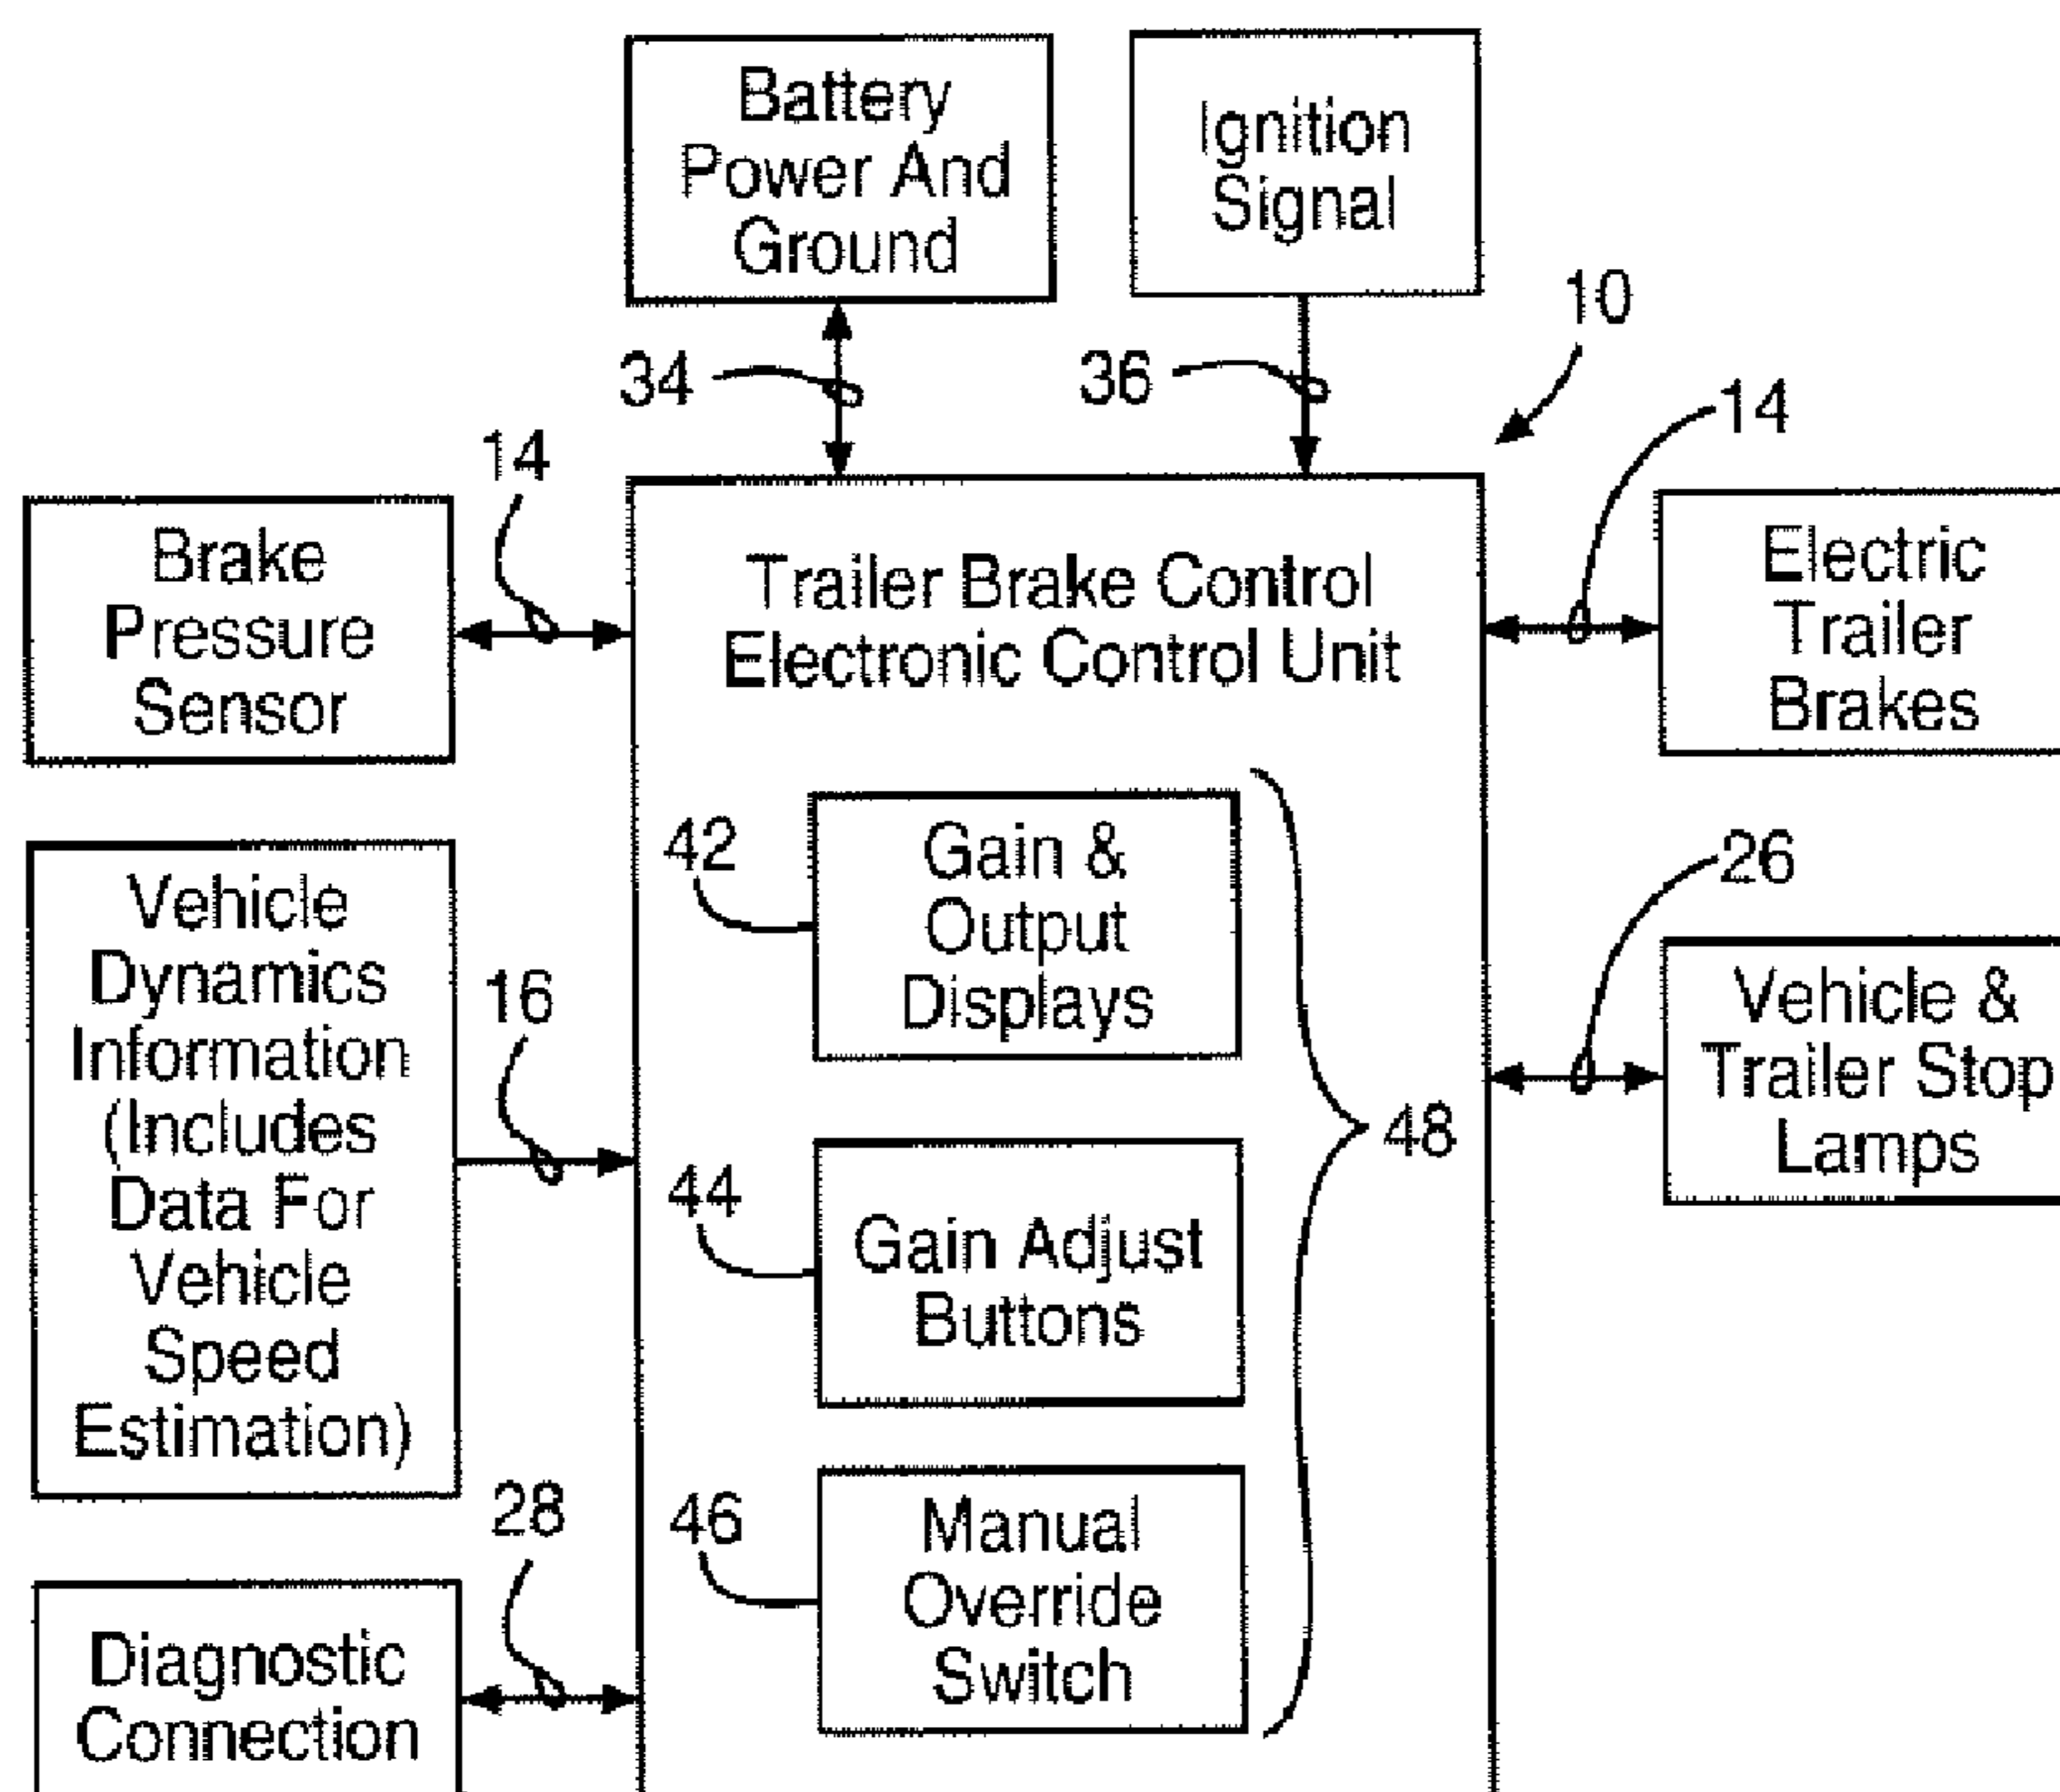 Battery
Power And
Ground
Ignition
Signal
10
34
36
14
14
Brake
Pressure
Sensor
Trailer Brake Control
Electronic Control Unit
Electric
Trailer
Brakes
42
Gain &
Output
Displays
26
Vehicle
Dynamics
Information
(Includes
Data For
Vehicle
Speed
Estimation)
16
Vehicle &
Trailer Stop
Lamps
48
44
Gain Adjust
Buttons
28
46
Manual
Override
Switch
Diagnostic
Connection